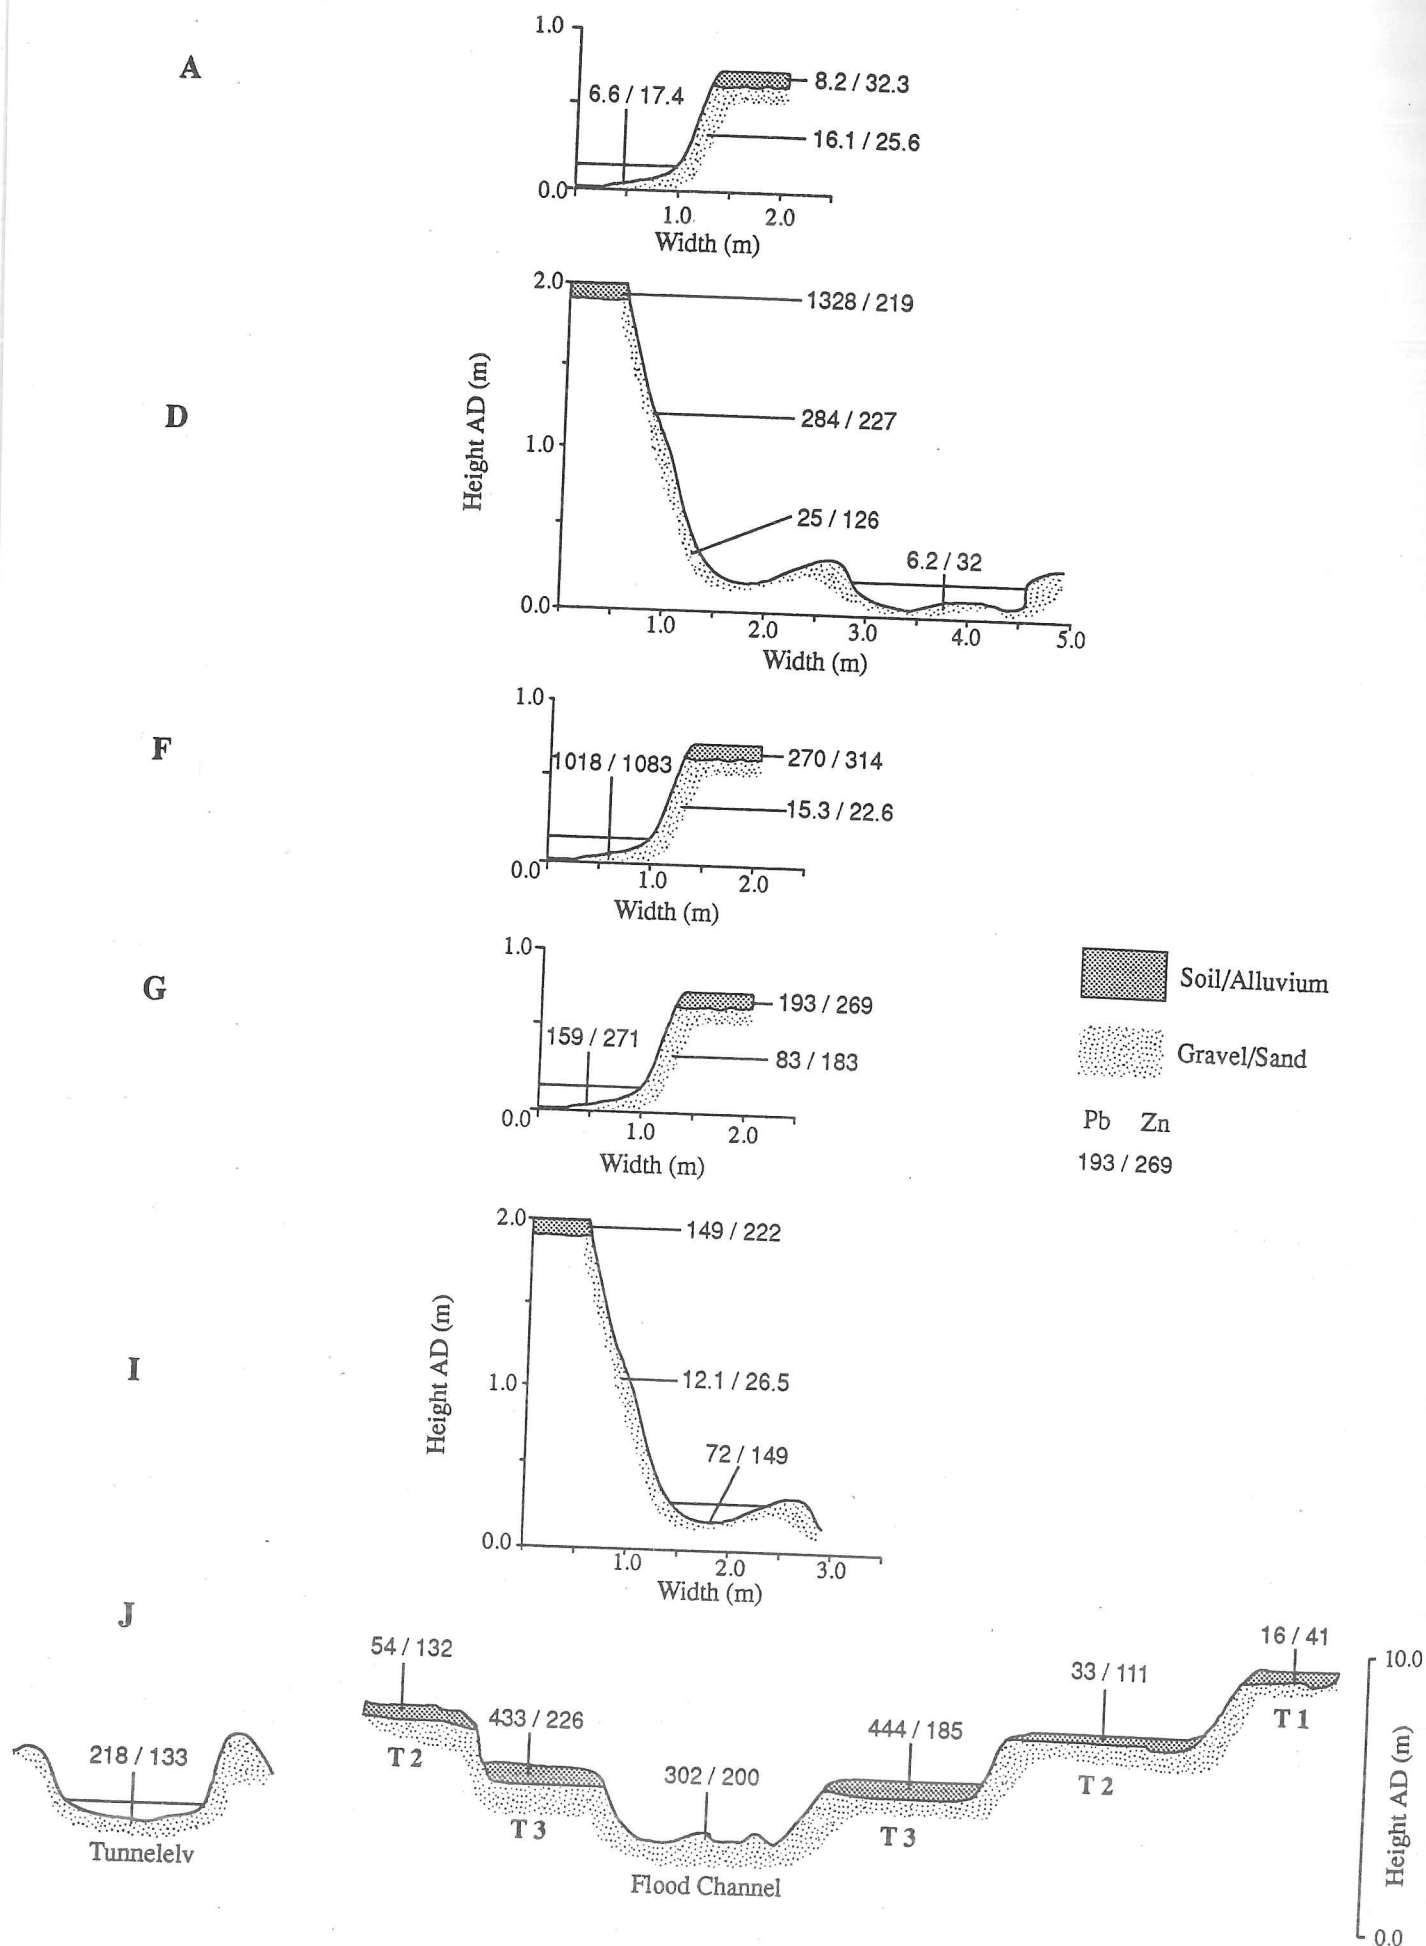 A
1.0
6.6 / 17.4
8.2 / 32.3
16.1 / 25.6
0.0
1.0 2.0
Width (m)
D
Height AD (m)
2.0
1328 / 219
284 / 227
1.0
25 / 126
6.2 / 32
0.0
1.0 2.0 3.0 4.0 5.0
Width (m)
F
1.0
1018 / 1083
270 / 314
15.3 / 22.6
0.0
1.0 2.0
Width (m)
G
1.0
159 / 271
193 / 269
83 / 183
0.0
1.0 2.0
Width (m)
Soil/Alluvium
Gravel/Sand
Pb Zn
193 / 269
I
Height AD (m)
2.0
149 / 222
1.0
12.1 / 26.5
72 / 149
0.0
1.0 2.0 3.0
Width (m)
J
54 / 132
16 / 41
33 / 111
433 / 226
444 / 185
218 / 133
302 / 200
T 2
T 3
T 3
T 2
T 1
Tunnelelv
Flood Channel
10.0
Height AD (m)
0.0